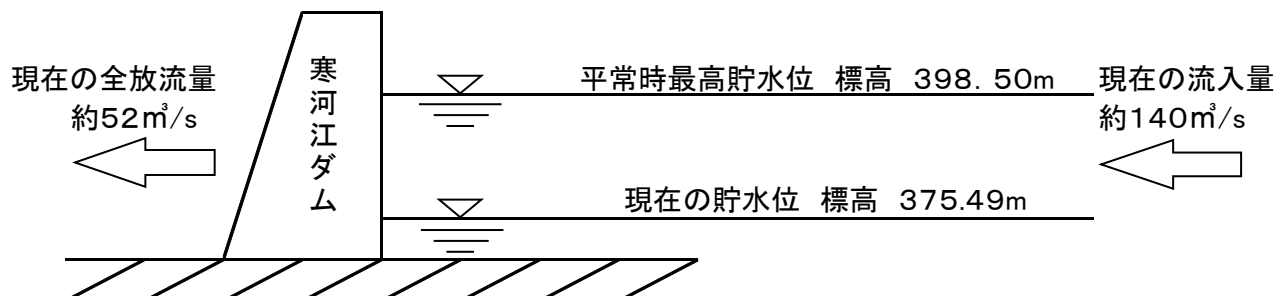 現在の全放流量
約52㎥/s
寒河江ダム
平常時最高貯水位 標高 398.50m
現在の貯水位 標高 375.49m
現在の流入量
約140㎥/s